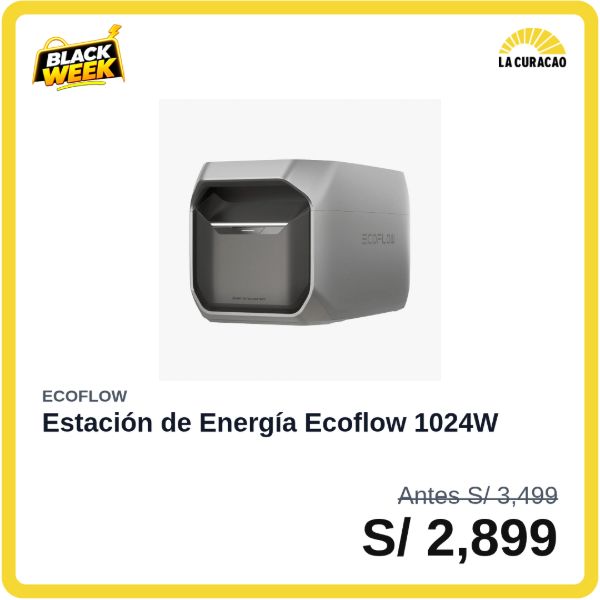 BLACK
WEEK
LA CURACAO
ECOFLOW
ECOFLOW
Estación de Energía Ecoflow 1024W
Antes S/ 3,499
S/ 2,899